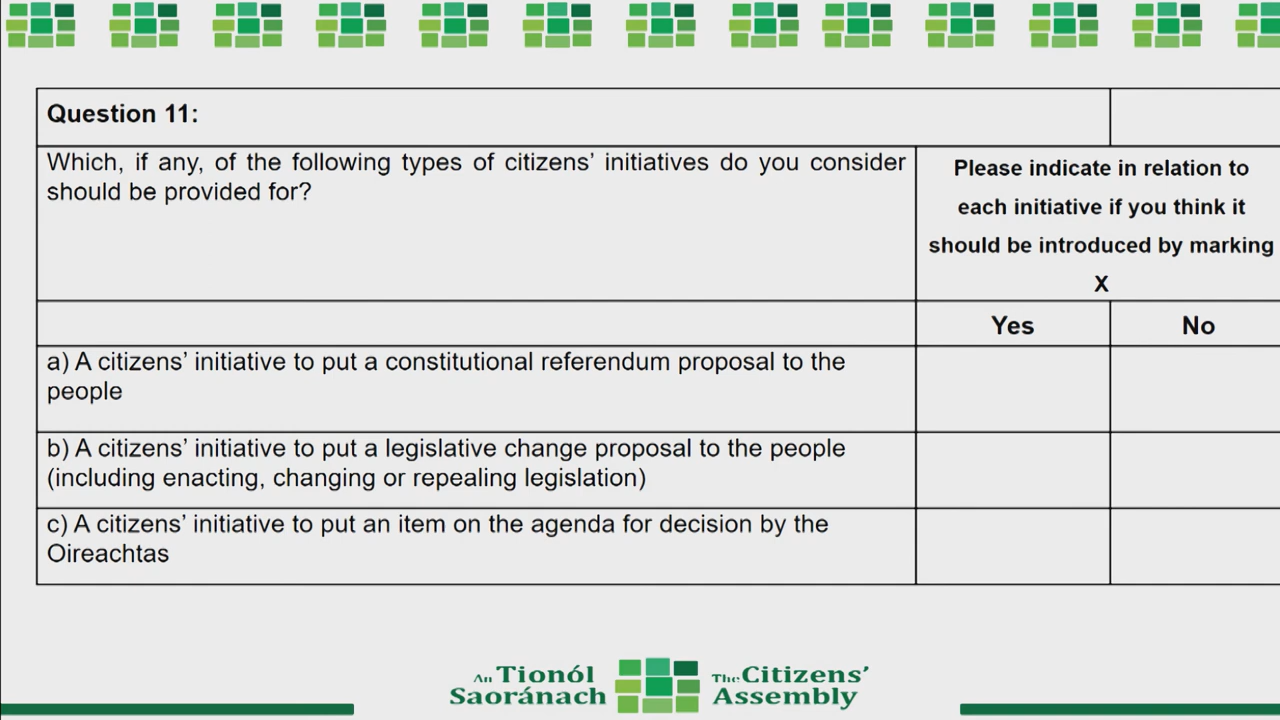 Question 11:
Which, if any, of the following types of citizens’ initiatives do you consider
should be provided for?
Please indicate in relation to
each initiative if you think it
should be introduced by marking
X
Yes No
a) A citizens’ initiative to put a constitutional referendum proposal to the
people
b) A citizens’ initiative to put a legislative change proposal to the people
(including enacting, changing or repealing legislation)
c) A citizens’ initiative to put an item on the agenda for decision by the
Oireachtas
An Tionól
Saoránach
The Citizens’
Assembly